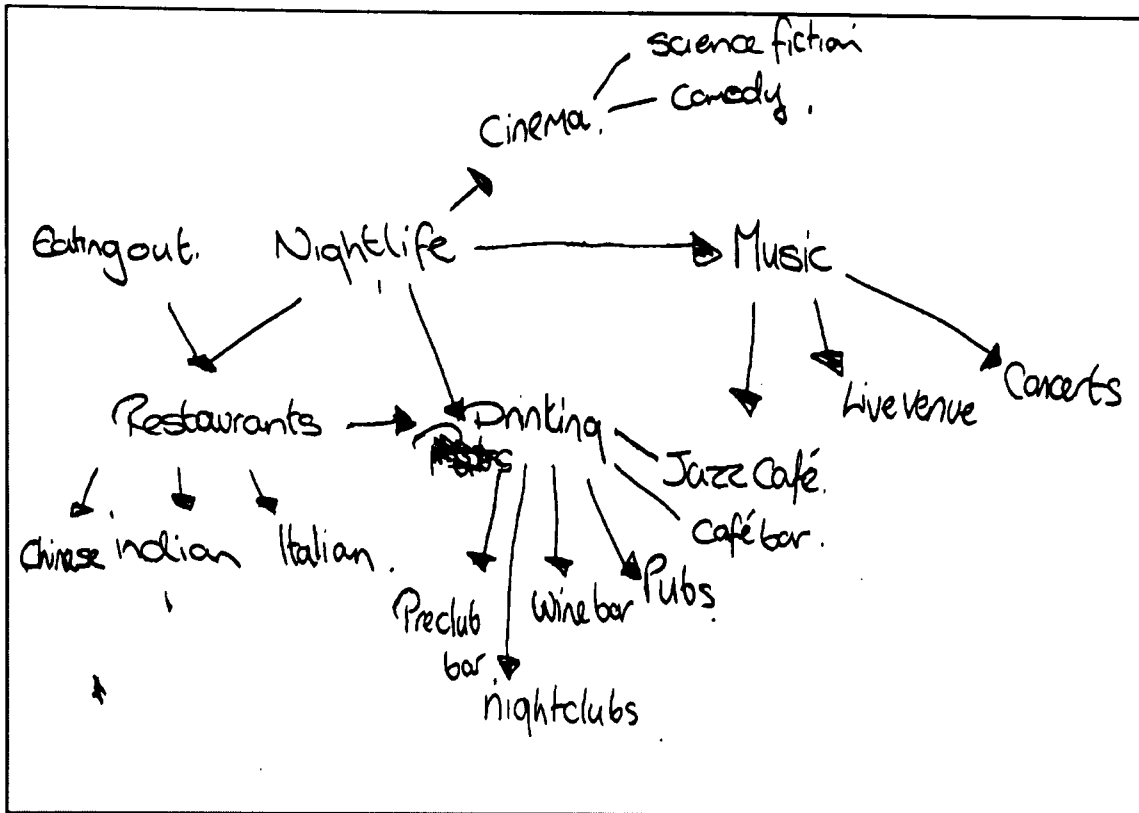 science fiction
Comedy.
Cinema.
Eating out.
Nightlife
Music
Concerts
Live venue
Restaurants
Drinking
Jazz Café.
Café bar.
Chinese
indian
Italian.
Preclub
bar
Wine bar
Pubs.
nightclubs